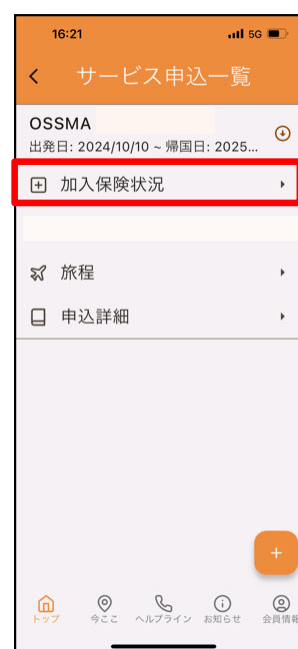 16:21
5G
サービス申込一覧
OSSMA
出発日: 2024/10/10 ~ 帰国日: 2025...
加入保険状況
旅程
申込詳細
トップ
今ここ
ヘルプライン
お知らせ
会員情報